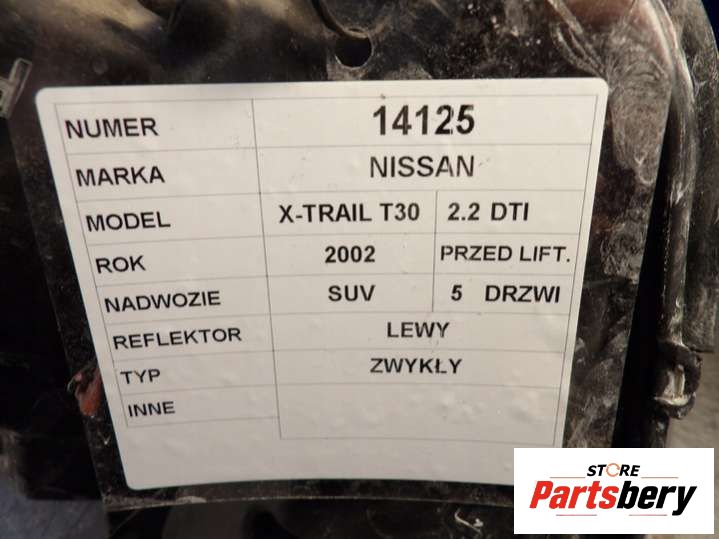 NUMER 14125
MARKA NISSAN
MODEL X-TRAIL T30 2.2 DTI
ROK 2002 PRZED LIFT.
NADWOZIE SUV 5 DRZWI
REFLEKTOR LEWY
TYP ZWYKŁY
INNE
STORE
Partsbery